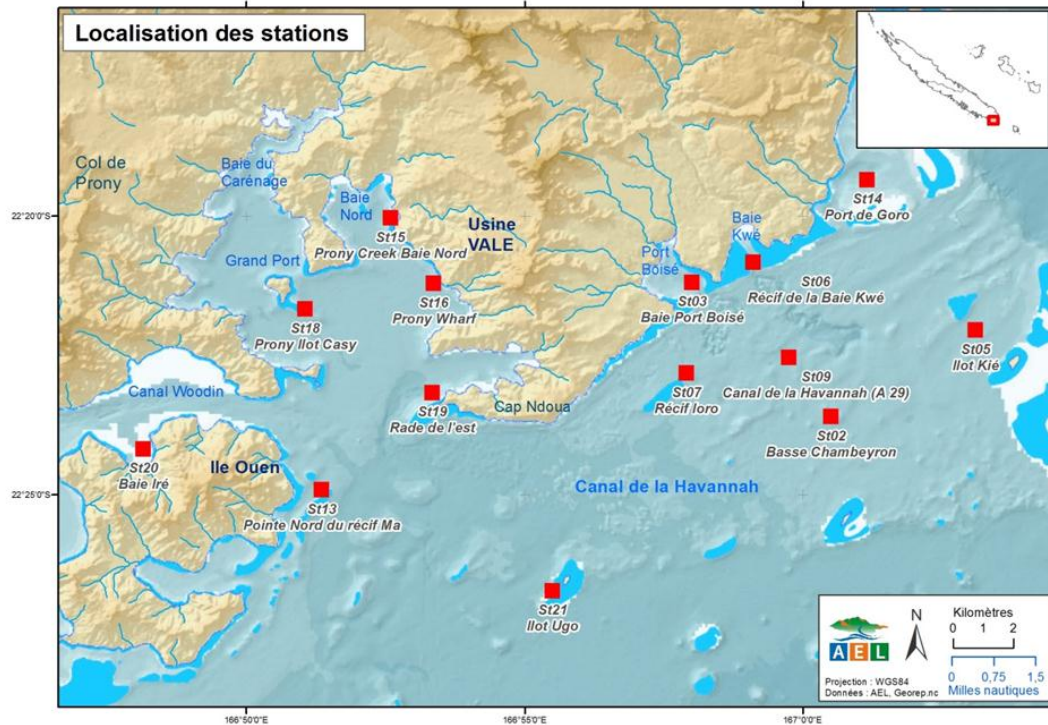 Localisation des stations
Col de
Prony
Baie du
Carénage
Baie
Nord
22°20'0"S
St15
Prony Creek Baie Nord
Usine
VALE
Grand Port
St16
Prony Wharf
St18
Prony Ilot Casy
Canal Woodin
St14
Port de Goro
Baie
Kwé
Port
Boisé
St03
Baie Port Boisé
St06
Récif de la Baie Kwé
St05
Ilot Kié
St09
Canal de la Havannah (A 29)
St07
Récif Ioro
St02
Basse Chambeyron
St19
Rade de l'est
Cap Ndoua
St20
Baie Iré
Ile Ouen
22°25'0"S
St13
Pointe Nord du récif Ma
Canal de la Havannah
St21
Ilot Ugo
AEL
N
Kilomètres
0 1 2
0 0,75 1,5
Milles nautiques
Projection : WGS84
Données : AEL, Georep.nc
166°50'0"E
166°55'0"E
167°0'0"E